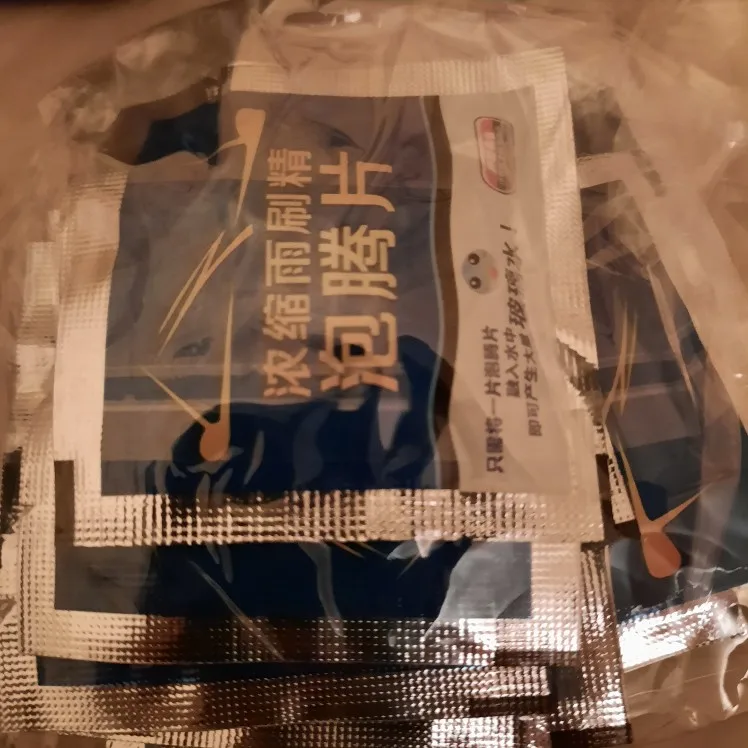 浓缩雨刷精
泡腾片
只需将一片泡腾片
融入水中
即可产生大量玻璃水！